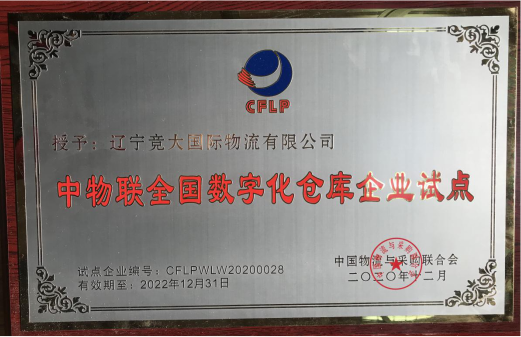 CFLP
授予：辽宁竞大国际物流有限公司
中物联全国数字化仓库企业试点
试点企业编号：CFLPWLW20200028
有效期至：2022年12月31日
中国物流与采购联合会
二〇二〇年十二月